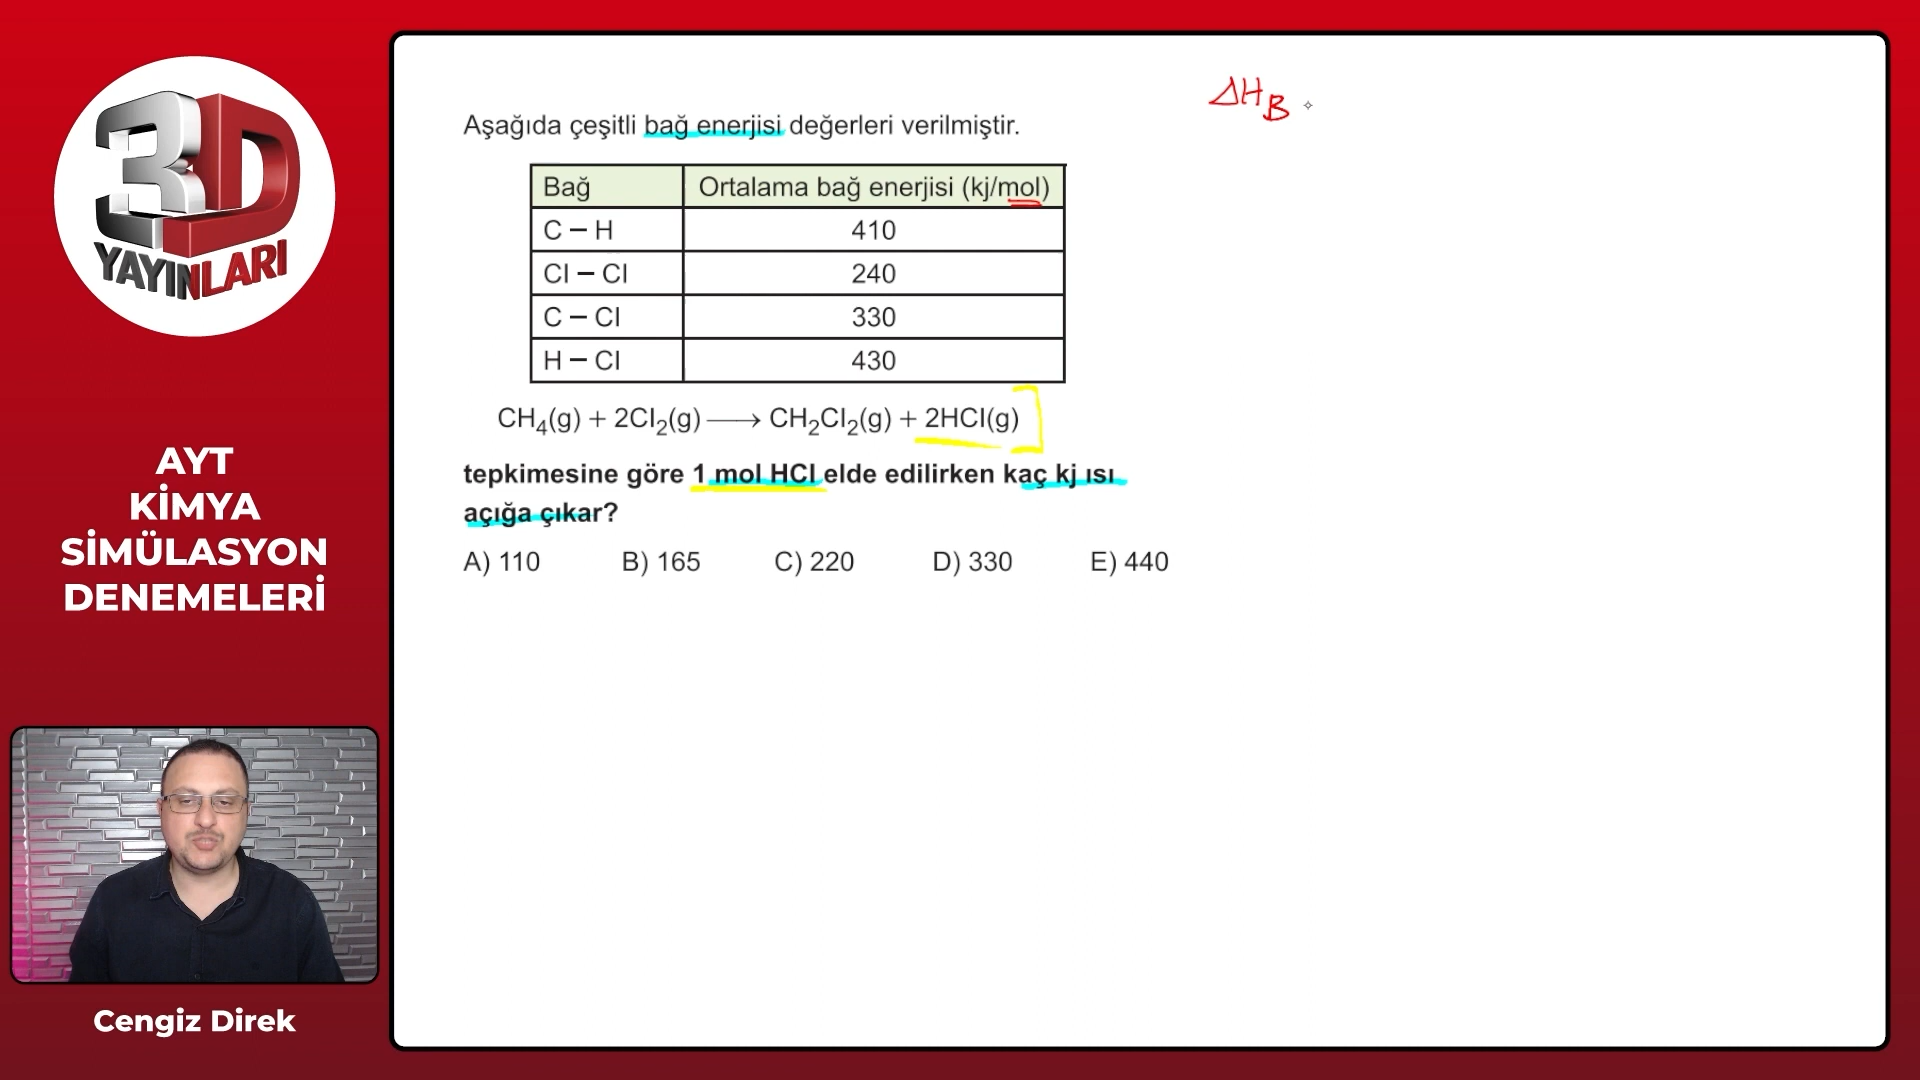 3D
YAYINLARI
AYT
KİMYA
SİMÜLASYON
DENEMELERİ
Cengiz Direk
ΔH_B
Aşağıda çeşitli bağ enerjisi değerleri verilmiştir.
Bağ Ortalama bağ enerjisi (kj/mol)
C – H 410
Cl – Cl 240
C – Cl 330
H – Cl 430
CH₄(g) + 2Cl₂(g) ⟶ CH₂Cl₂(g) + 2HCl(g)
tepkimesine göre 1 mol HCl elde edilirken kaç kj ısı
açığa çıkar?
A) 110 B) 165 C) 220 D) 330 E) 440